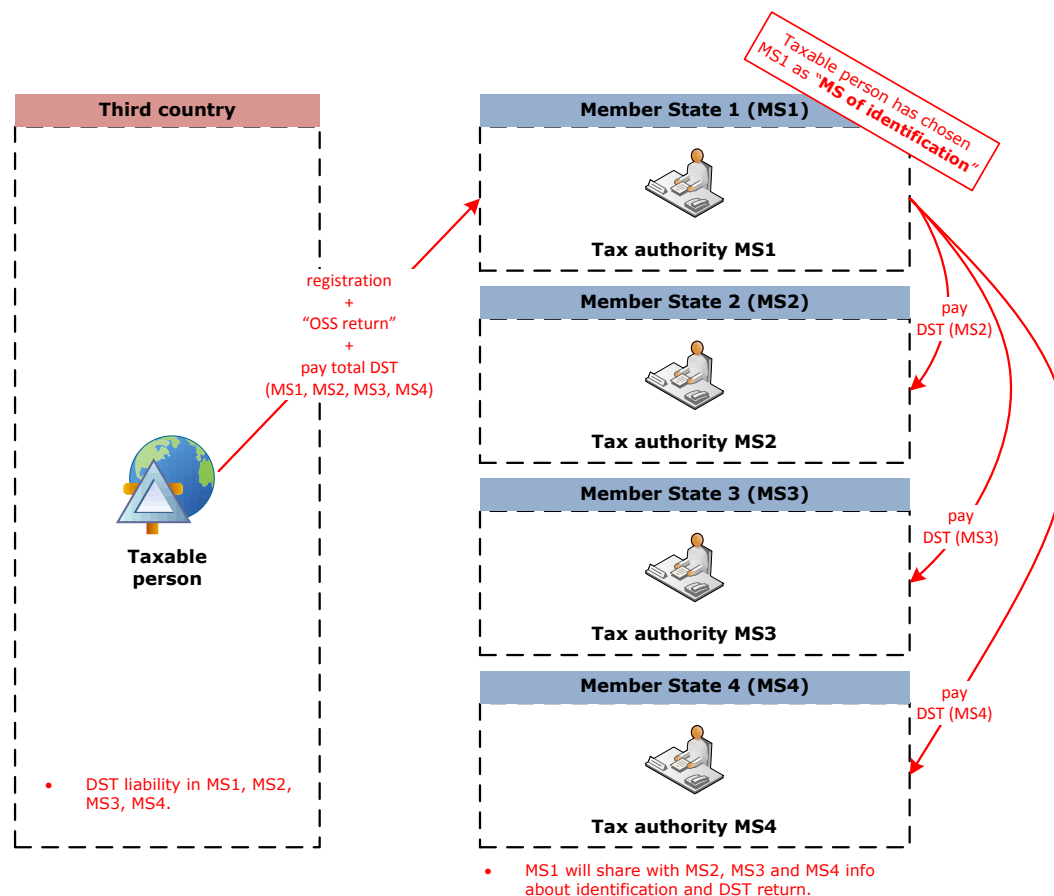 Taxable person has chosen
MS1 as “MS of identification”
Third country
Member State 1 (MS1)
Tax authority MS1
registration
+
“OSS return”
+
pay total DST
(MS1, MS2, MS3, MS4)
Member State 2 (MS2)
pay
DST (MS2)
Tax authority MS2
Taxable
person
Member State 3 (MS3)
pay
DST (MS3)
Tax authority MS3
Member State 4 (MS4)
pay
DST (MS4)
Tax authority MS4
• DST liability in MS1, MS2,
MS3, MS4.
• MS1 will share with MS2, MS3 and MS4 info
about identification and DST return.